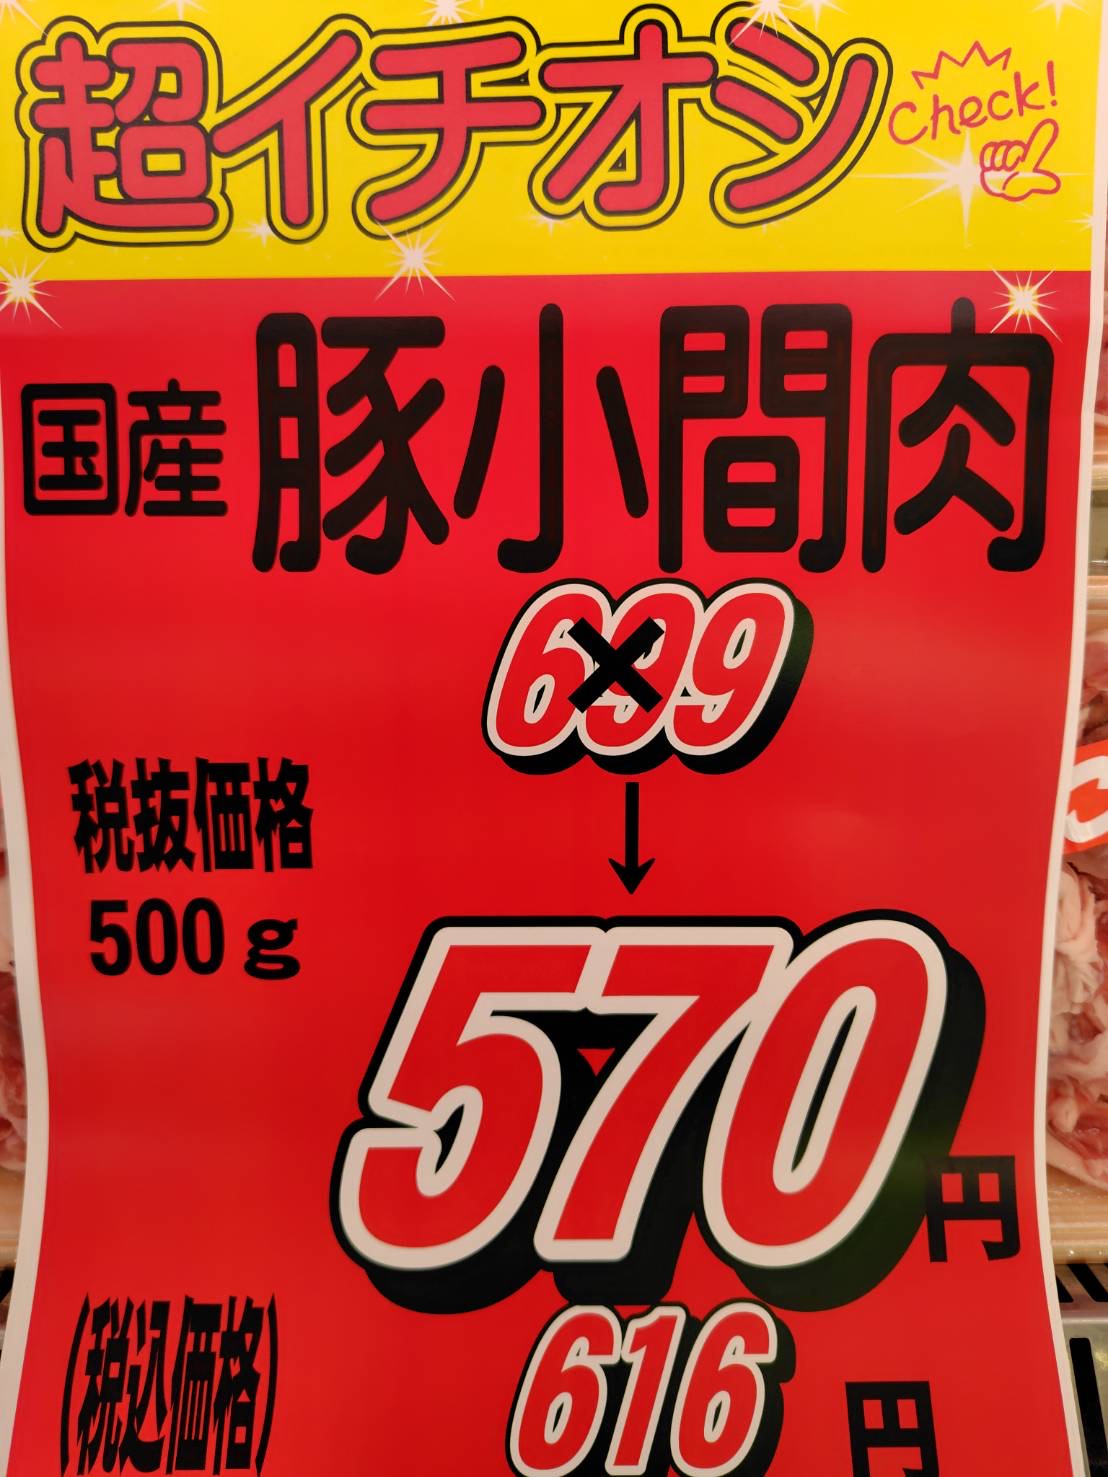 超イチオシ
Check!
国産 豚小間肉
699
↓
税抜価格
500g
570円
(税込価格)
616円